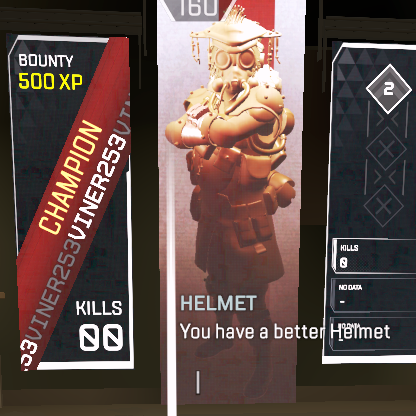 160
BOUNTY
500 XP
CHAMPION
VINER253
VINER253
53
KILLS
00
HELMET
You have a better Helmet
2
KILLS
0
NO DATA
-